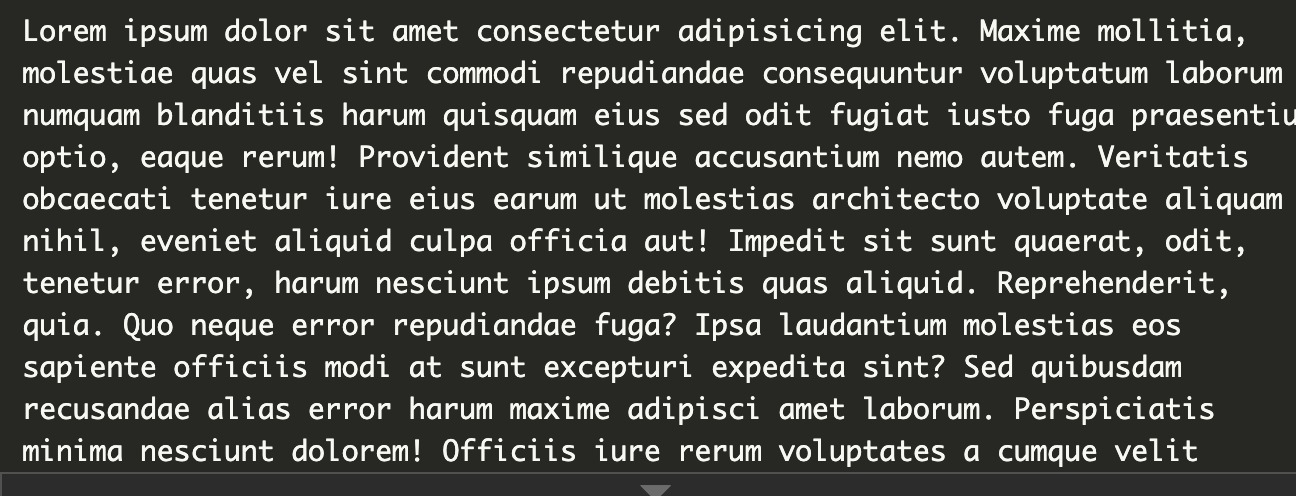 Lorem ipsum dolor sit amet consectetur adipisicing elit. Maxime mollitia,
molestiae quas vel sint commodi repudiandae consequuntur voluptatum laborum
numquam blanditiis harum quisquam eius sed odit fugiat iusto fuga praesentiu
optio, eaque rerum! Provident similique accusantium nemo autem. Veritatis
obcaecati tenetur iure eius earum ut molestias architecto voluptate aliquam
nihil, eveniet aliquid culpa officia aut! Impedit sit sunt quaerat, odit,
tenetur error, harum nesciunt ipsum debitis quas aliquid. Reprehenderit,
quia. Quo neque error repudiandae fuga? Ipsa laudantium molestias eos
sapiente officiis modi at sunt excepturi expedita sint? Sed quibusdam
recusandae alias error harum maxime adipisci amet laborum. Perspiciatis
minima nesciunt dolorem! Officiis iure rerum voluptates a cumque velit